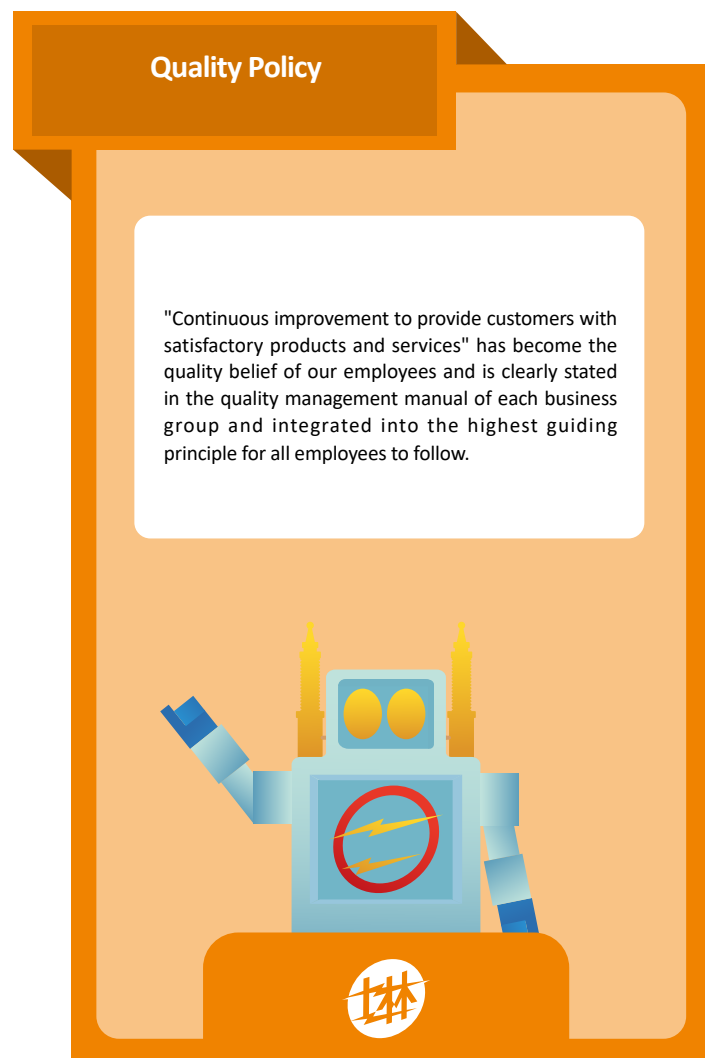 Quality Policy
"Continuous improvement to provide customers with
satisfactory products and services" has become the
quality belief of our employees and is clearly stated
in the quality management manual of each business
group and integrated into the highest guiding
principle for all employees to follow.